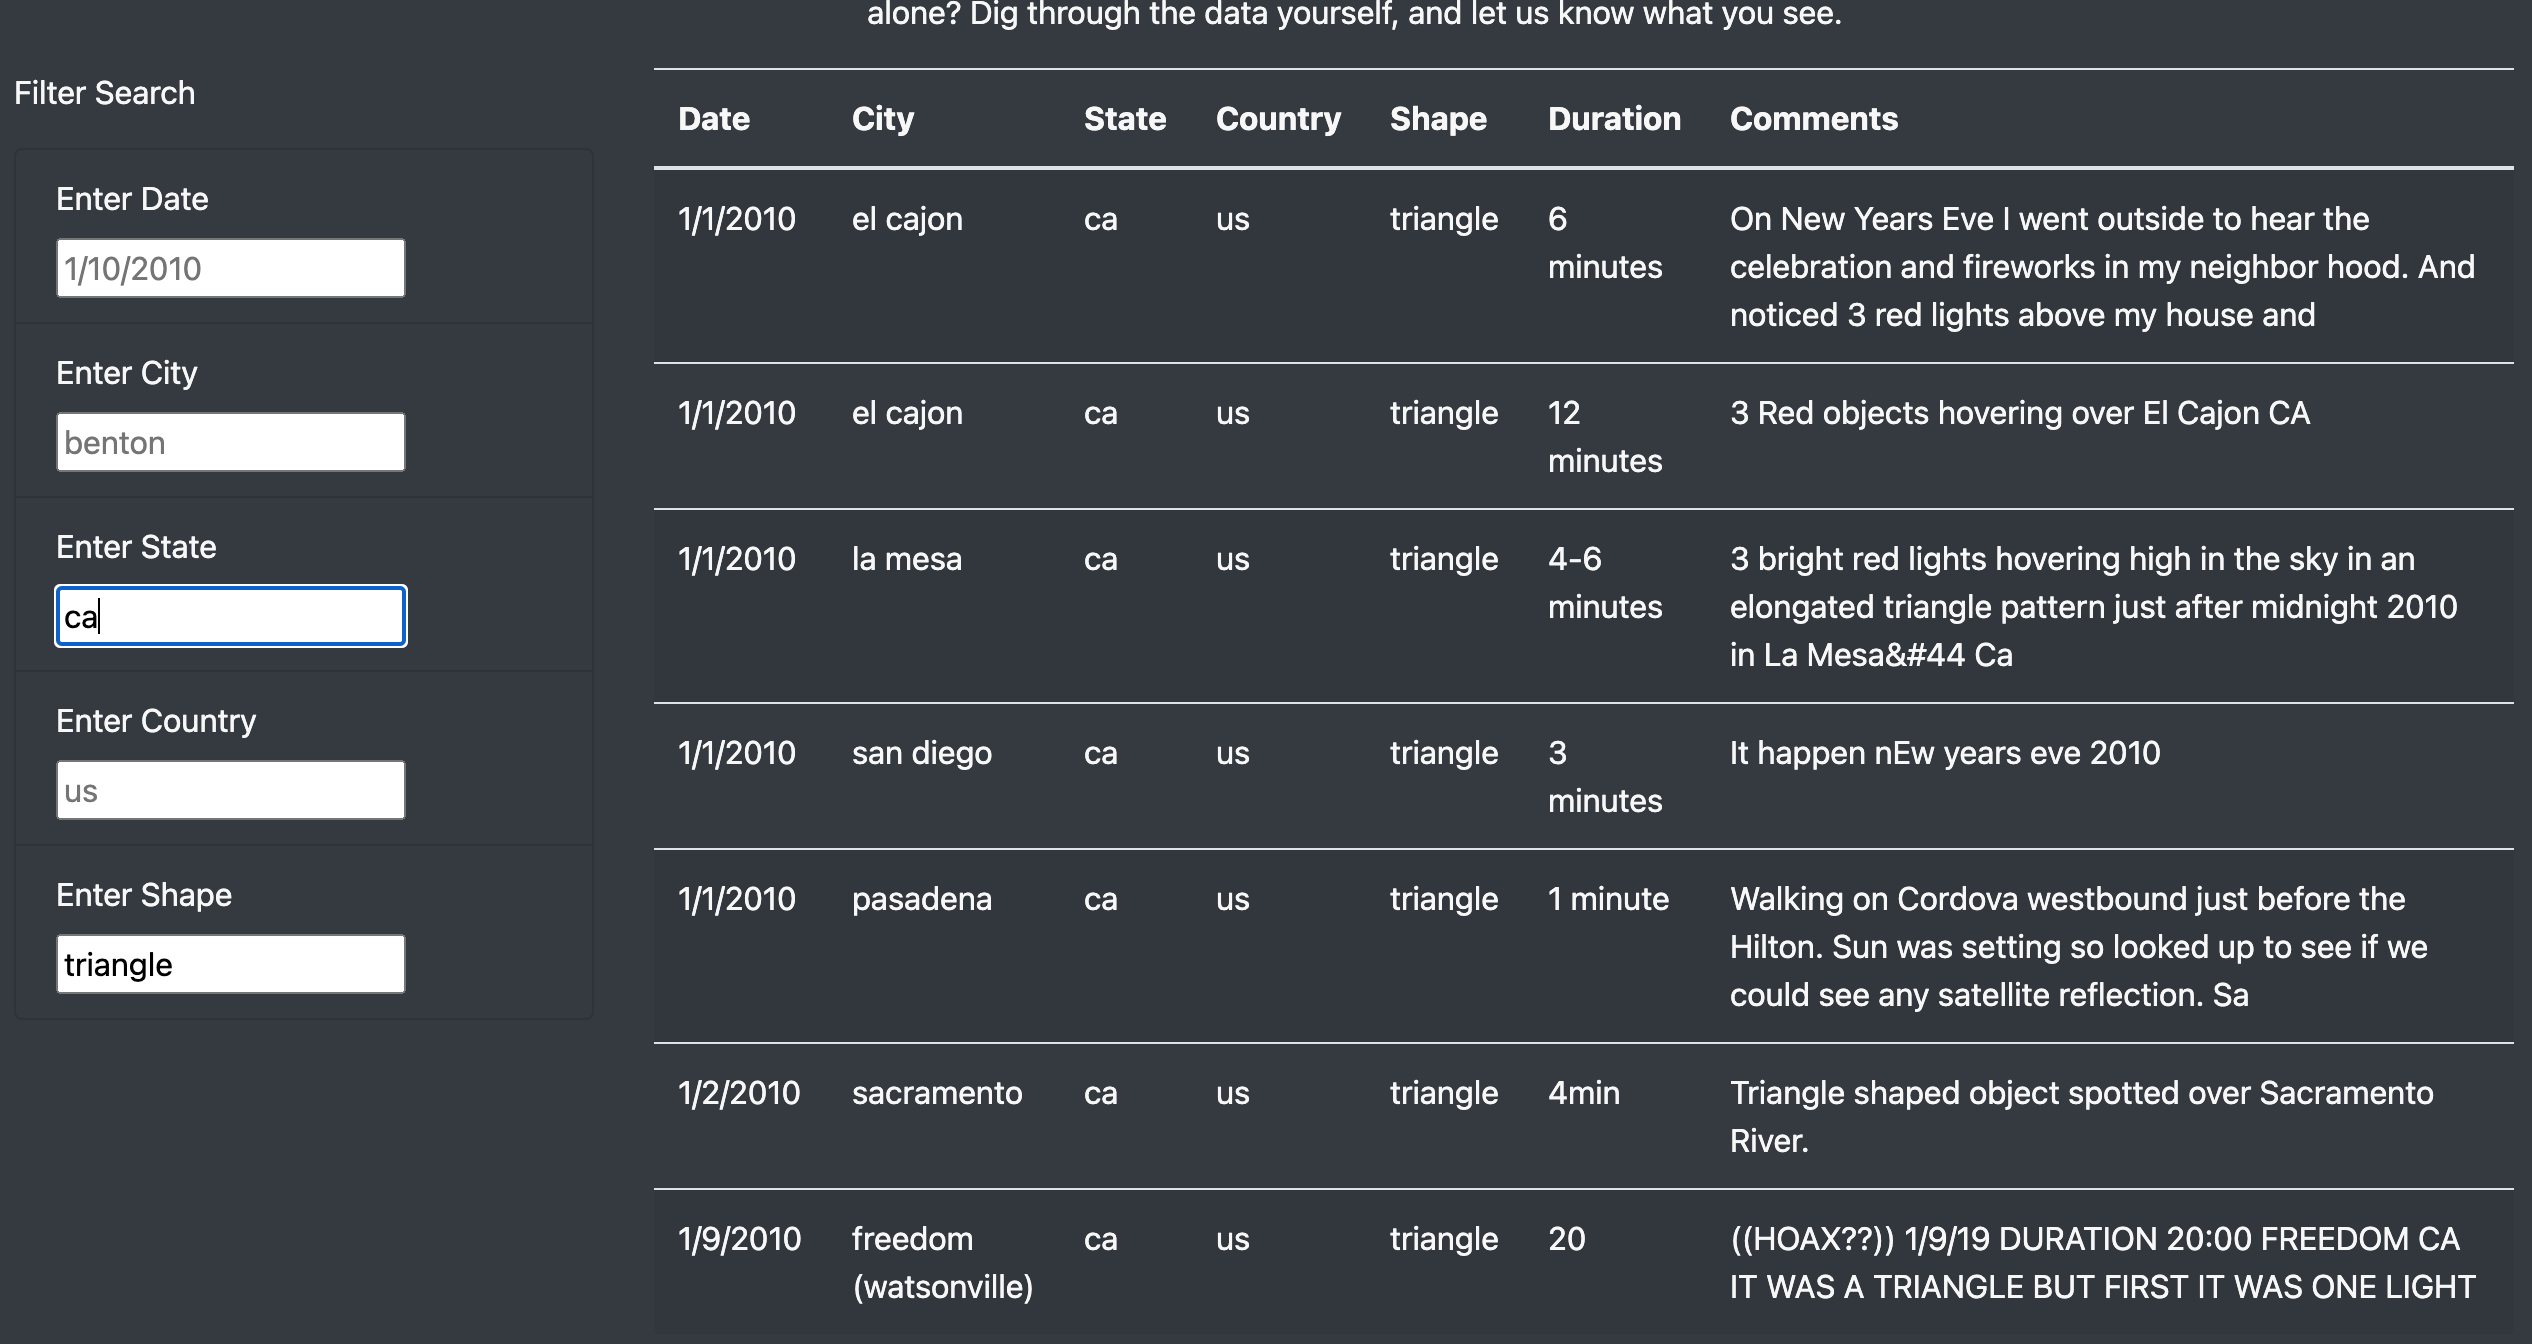 alone? Dig through the data yourself, and let us know what you see.
Filter Search
Enter Date
1/10/2010
Enter City
benton
Enter State
ca
Enter Country
us
Enter Shape
triangle
Date City State Country Shape Duration Comments
1/1/2010 el cajon ca us triangle 6 On New Years Eve I went outside to hear the
minutes celebration and fireworks in my neighbor hood. And
noticed 3 red lights above my house and
1/1/2010 el cajon ca us triangle 12 3 Red objects hovering over El Cajon CA
minutes
1/1/2010 la mesa ca us triangle 4-6 3 bright red lights hovering high in the sky in an
minutes elongated triangle pattern just after midnight 2010
in La Mesa&#44 Ca
1/1/2010 san diego ca us triangle 3 It happen nEw years eve 2010
minutes
1/1/2010 pasadena ca us triangle 1 minute Walking on Cordova westbound just before the
Hilton. Sun was setting so looked up to see if we
could see any satellite reflection. Sa
1/2/2010 sacramento ca us triangle 4min Triangle shaped object spotted over Sacramento
River.
1/9/2010 freedom ca us triangle 20 ((HOAX??)) 1/9/19 DURATION 20:00 FREEDOM CA
(watsonville) IT WAS A TRIANGLE BUT FIRST IT WAS ONE LIGHT